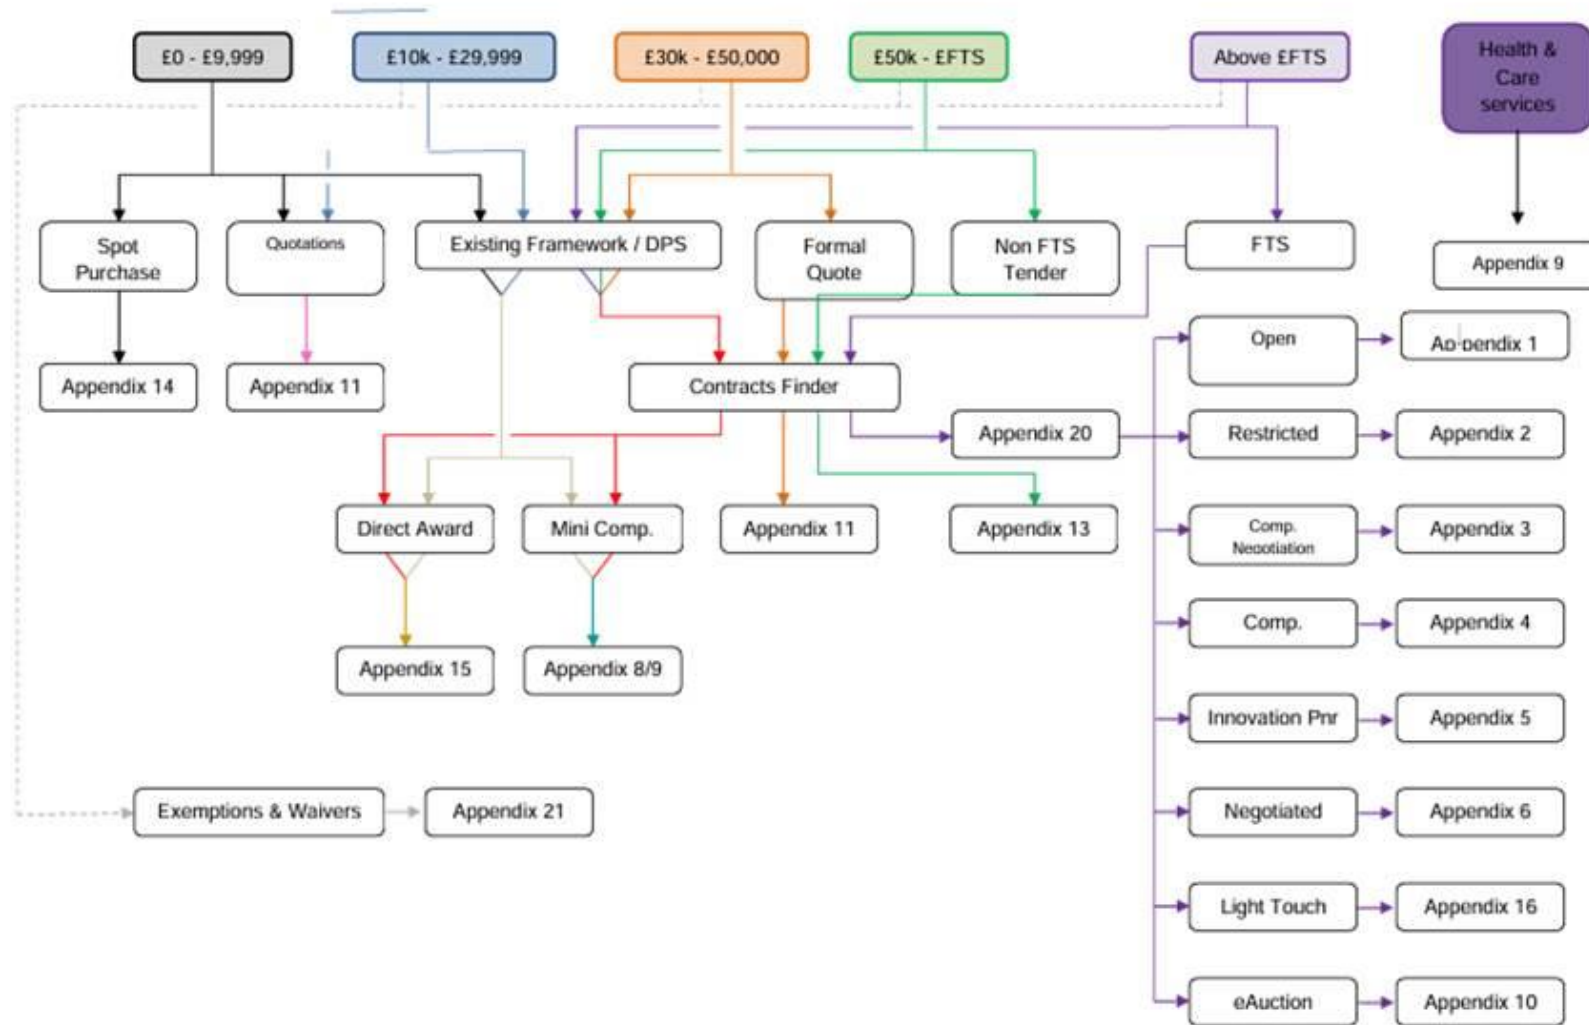 £0 - £9,999
£10k - £29,999
£30k - £50,000
£50k - £FTS
Above £FTS
Health &
Care
services
Spot
Purchase
Quotations
Existing Framework / DPS
Formal
Quote
Non FTS
Tender
FTS
Appendix 9
Open
Appendix 1
Appendix 14
Appendix 11
Contracts Finder
Appendix 20
Restricted
Appendix 2
Direct Award
Mini Comp.
Appendix 11
Appendix 13
Comp.
Negotiation
Appendix 3
Comp.
Appendix 4
Appendix 15
Appendix 8/9
Innovation Pnr
Appendix 5
Exemptions & Waivers
Appendix 21
Negotiated
Appendix 6
Light Touch
Appendix 16
eAuction
Appendix 10